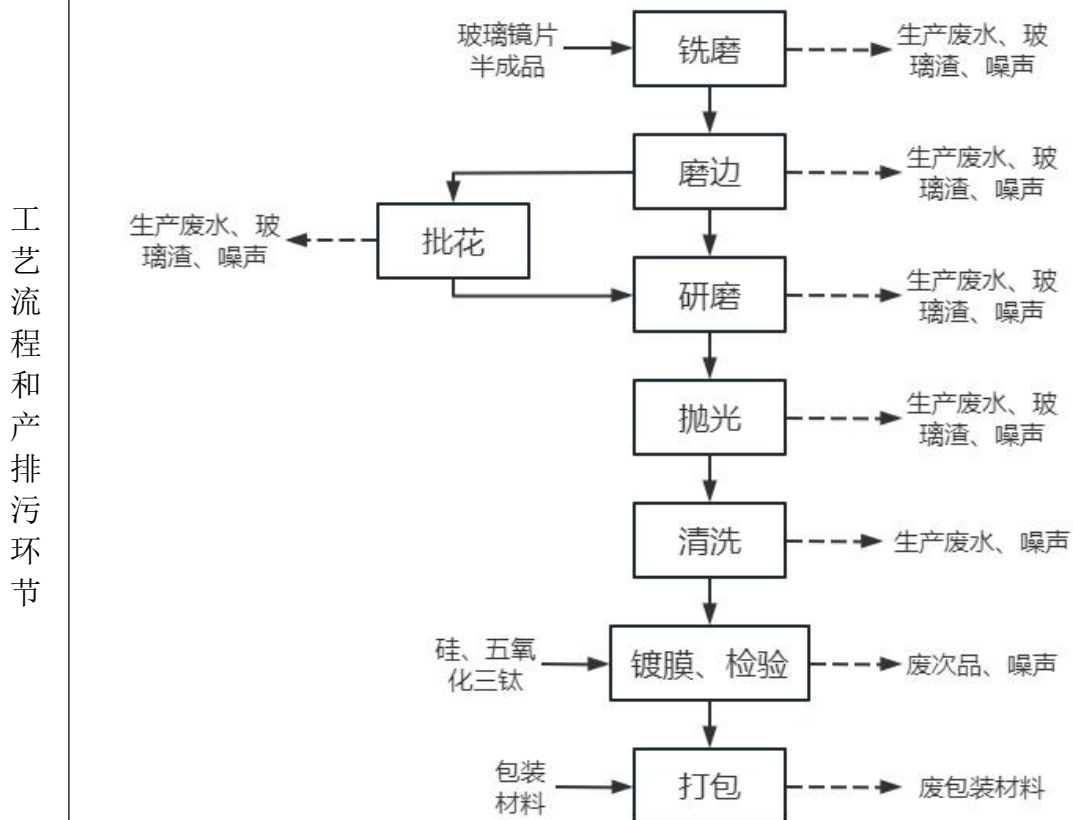 工艺流程和产排污环节
玻璃镜片
半成品
铣磨
生产废水、玻
璃渣、噪声
磨边
生产废水、玻
璃渣、噪声
生产废水、玻
璃渣、噪声
批花
研磨
生产废水、玻
璃渣、噪声
抛光
生产废水、玻
璃渣、噪声
清洗
生产废水、噪声
硅、五氧
化三钛
镀膜、检验
废次品、噪声
包装
材料
打包
废包装材料